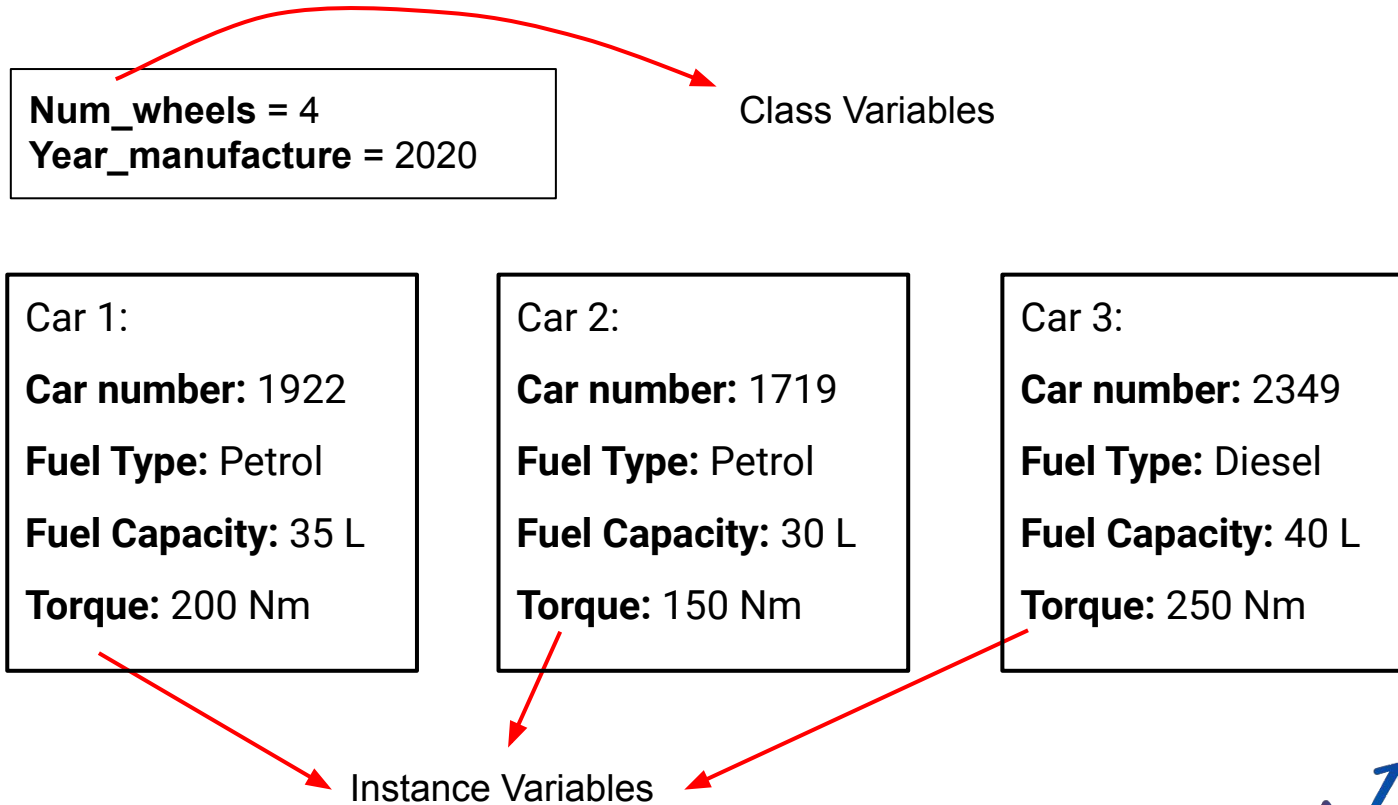 Num_wheels = 4
Class Variables
Year_manufacture = 2020
Car 1:
Car number: 1922
Fuel Type: Petrol
Fuel Capacity: 35 L
Torque: 200 Nm
Car 2:
Car number: 1719
Fuel Type: Petrol
Fuel Capacity: 30 L
Torque: 150 Nm
Car 3:
Car number: 2349
Fuel Type: Diesel
Fuel Capacity: 40 L
Torque: 250 Nm
Instance Variables